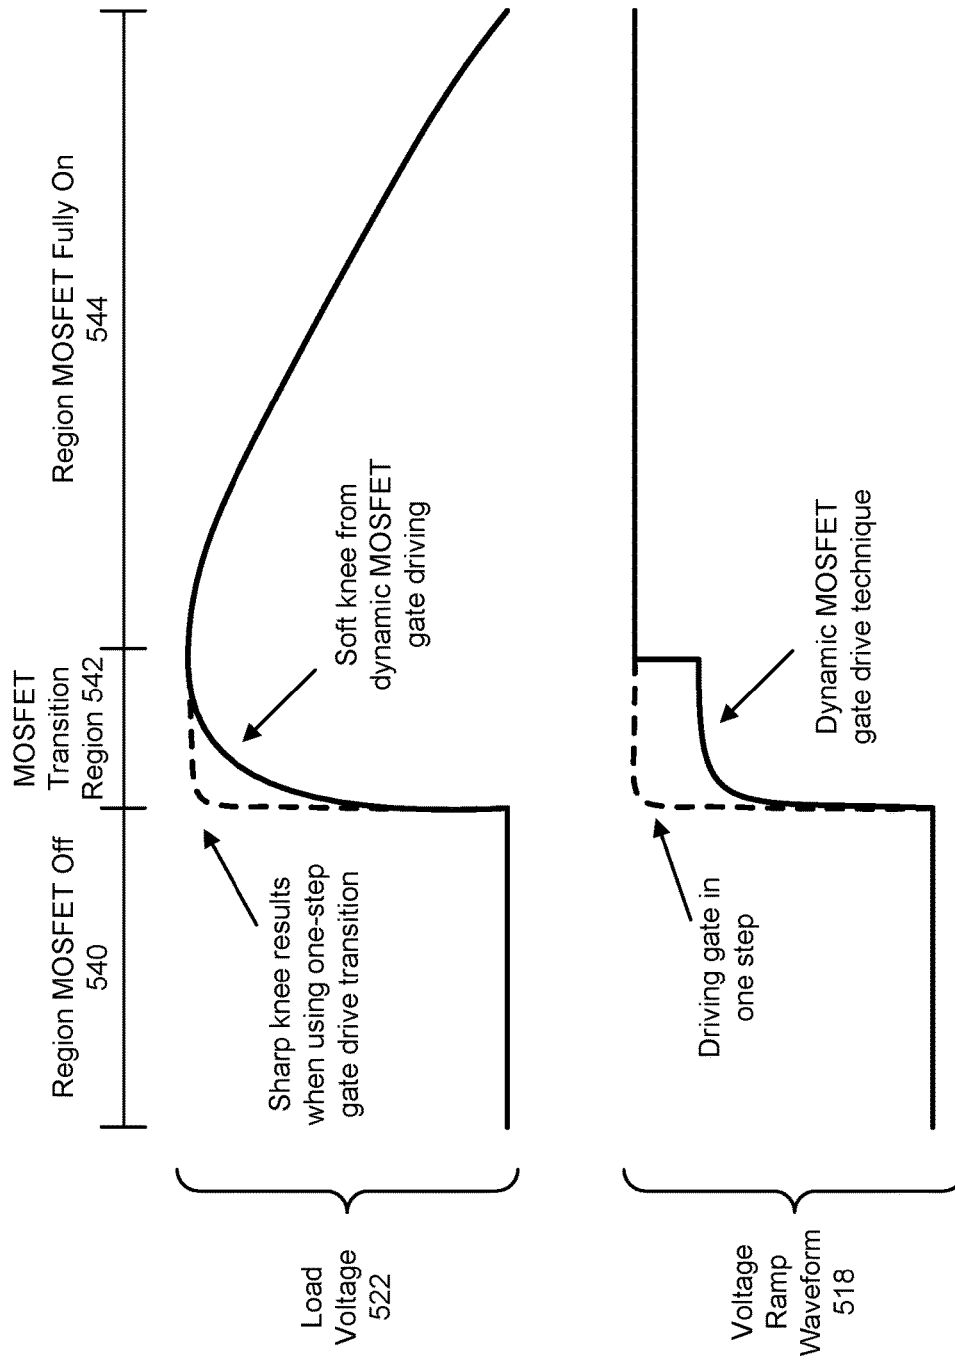 Region MOSFET Off
540
MOSFET
Transition
Region 542
Region MOSFET Fully On
544
Load
Voltage
522
Sharp knee results
when using one-step
gate drive transition
Soft knee from
dynamic MOSFET
gate driving
Voltage
Ramp
Waveform
518
Driving gate in
one step
Dynamic MOSFET
gate drive technique